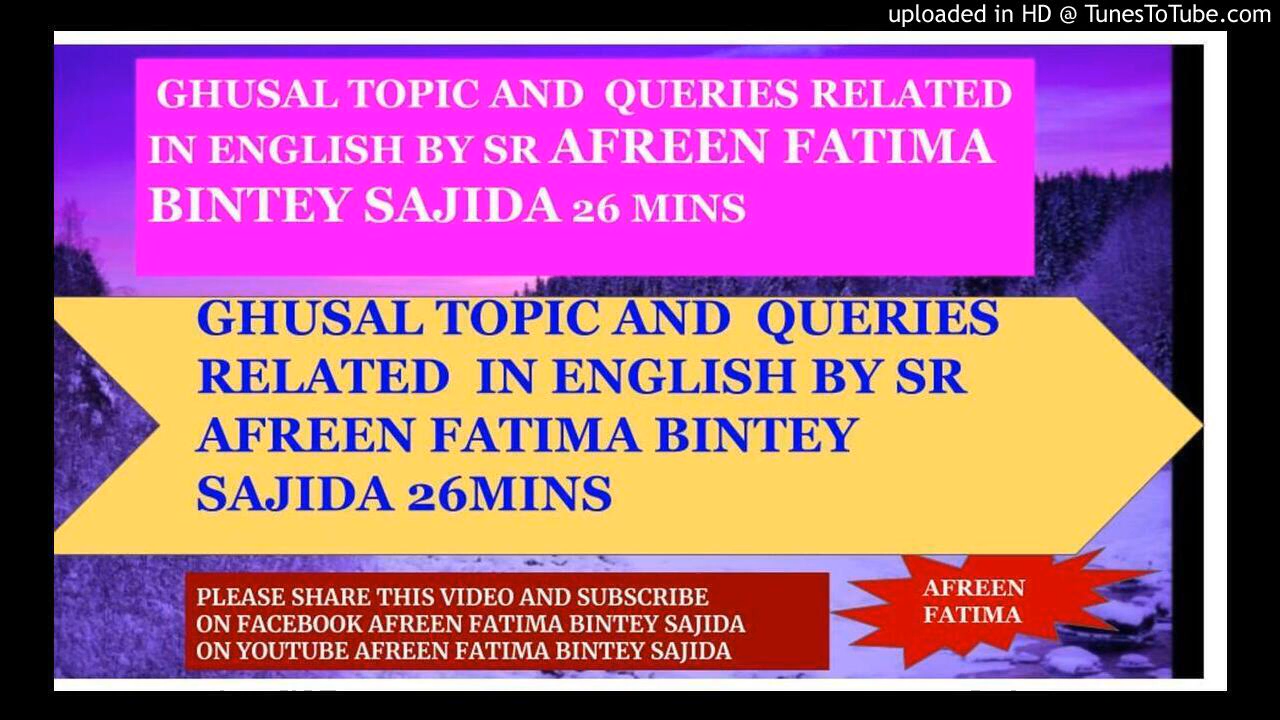 uploaded in HD @ TunesToTube.com
GHUSAL TOPIC AND QUERIES RELATED
IN ENGLISH BY SR AFREEN FATIMA
BINTEY SAJIDA 26 MINS
GHUSAL TOPIC AND QUERIES
RELATED IN ENGLISH BY SR
AFREEN FATIMA BINTEY
SAJIDA 26MINS
PLEASE SHARE THIS VIDEO AND SUBSCRIBE
ON FACEBOOK AFREEN FATIMA BINTEY SAJIDA
ON YOUTUBE AFREEN FATIMA BINTEY SAJIDA
AFREEN
FATIMA